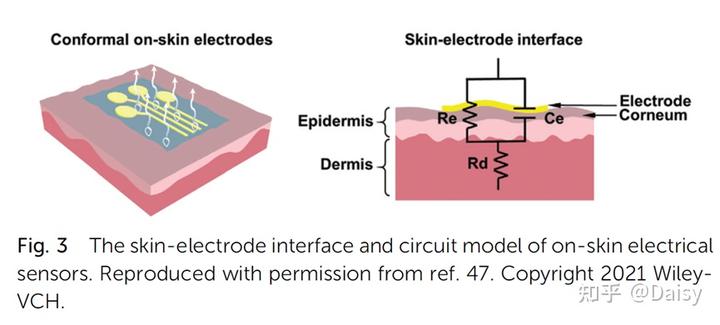 Conformal on-skin electrodes
Skin-electrode interface
Electrode
Corneum
Epidermis
Re
Ce
Dermis
Rd
Fig. 3 The skin-electrode interface and circuit model of on-skin electrical
sensors. Reproduced with permission from ref. 47. Copyright 2021 Wiley-
VCH.
知乎 @Daisy